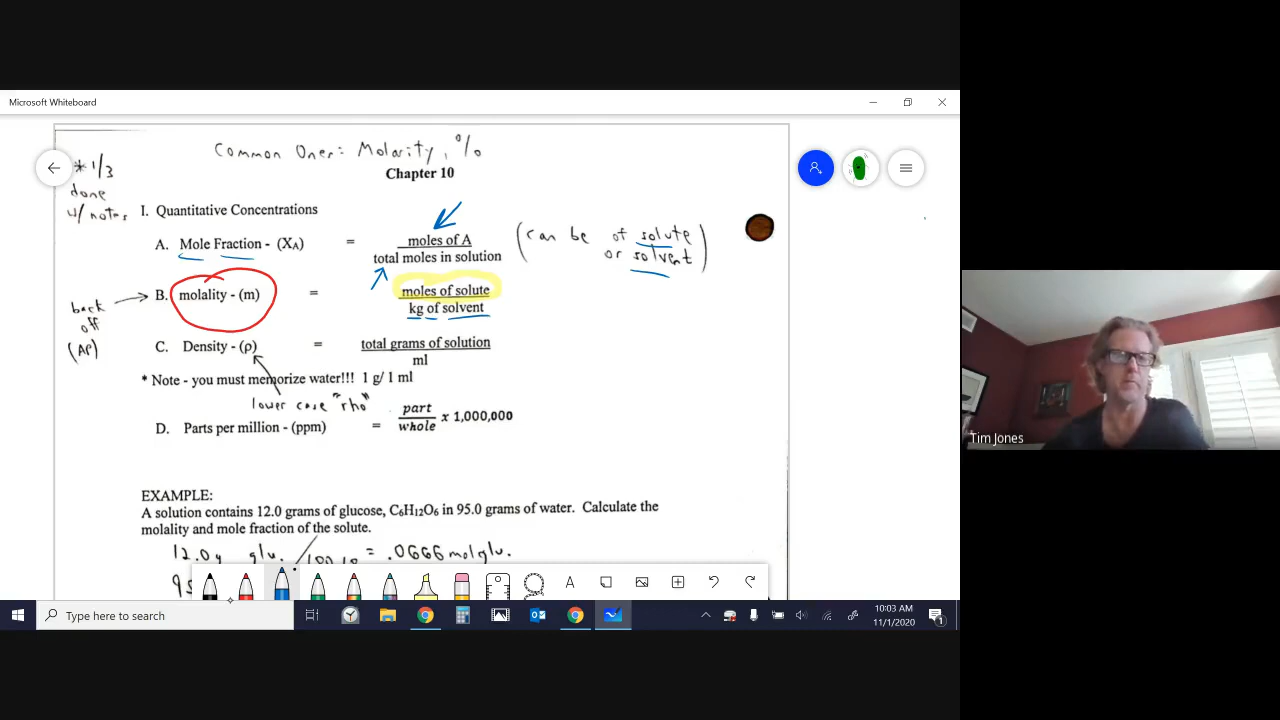 Microsoft Whiteboard
Common Ones: Molarity, %
Chapter 10
* 1/3
done
w/ notes
I. Quantitative Concentrations
A. Mole Fraction - (XA) = moles of A
total moles in solution
(can be of solute
or solvent)
B. molality - (m) = moles of solute
kg of solvent
back
off
(AP)
C. Density - (ρ) = total grams of solution
ml
* Note - you must memorize water!!! 1 g/ 1 ml
lower case "rho"
D. Parts per million - (ppm) = part
whole x 1,000,000
EXAMPLE:
A solution contains 12.0 grams of glucose, C6H12O6 in 95.0 grams of water. Calculate the
molality and mole fraction of the solute.
12.0g glu. = .0666 mol glu.
Tim Jones
Type here to search
10:03 AM
11/1/2020